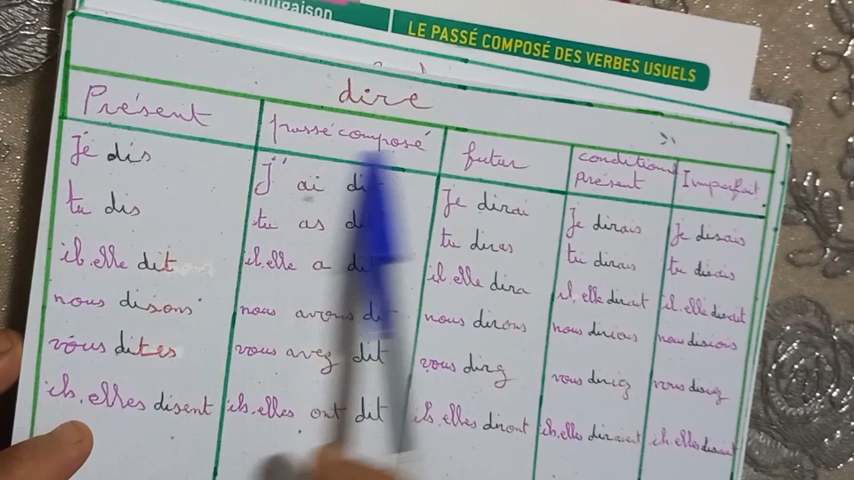 LE PASSÉ COMPOSÉ DES VERBES USUELS
dire
Présent
Je dis
tu dis
il.elle dit
nous disons
vous dites
ils.elles disent
passé composé
J'ai
tu as
il.elle a dit
nous avons dit
vous avez dit
ils.elles ont dit
futur
Je dirai
tu diras
il.elle dira
nous dirons
vous direz
ils.elles diront
condition
Présent
Je dirais
tu dirais
il.elle dirait
nous dirions
vous diriez
ils.elles diraient
Imparfait
Je disais
tu disais
il.elle disait
nous disions
vous disiez
ils.elles disaient